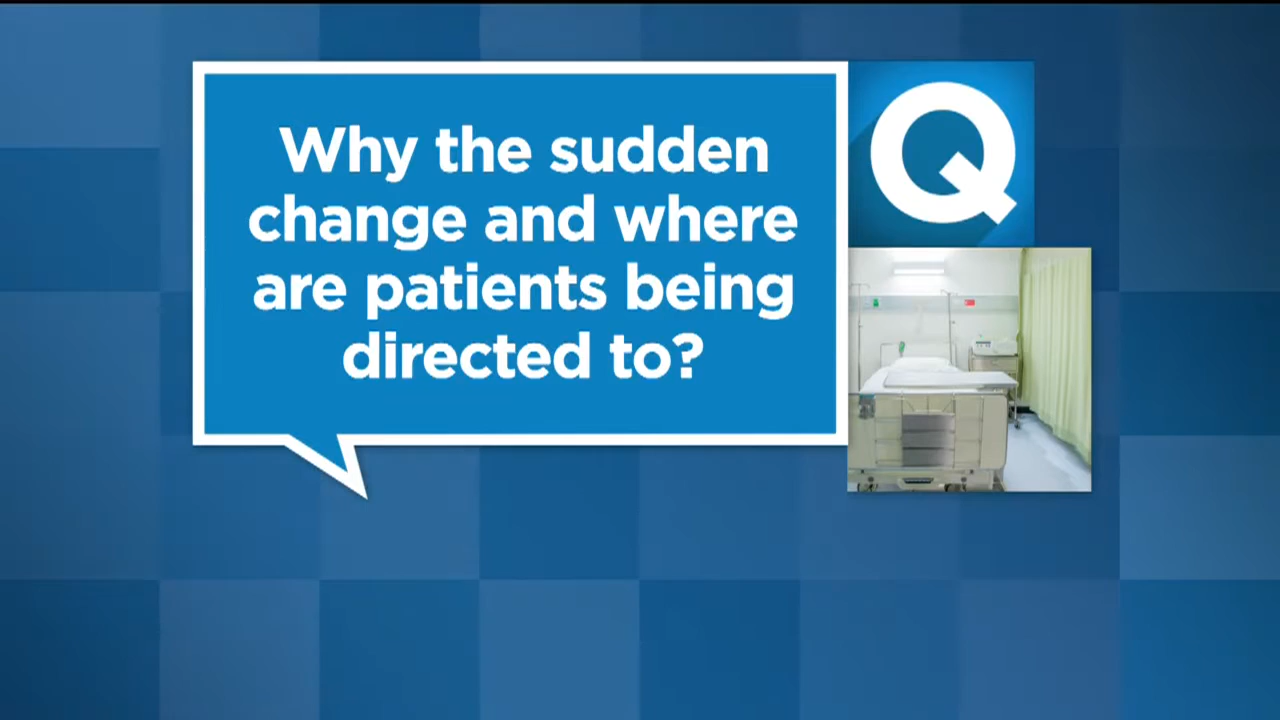 Why the sudden
change and where
are patients being
directed to?
Q